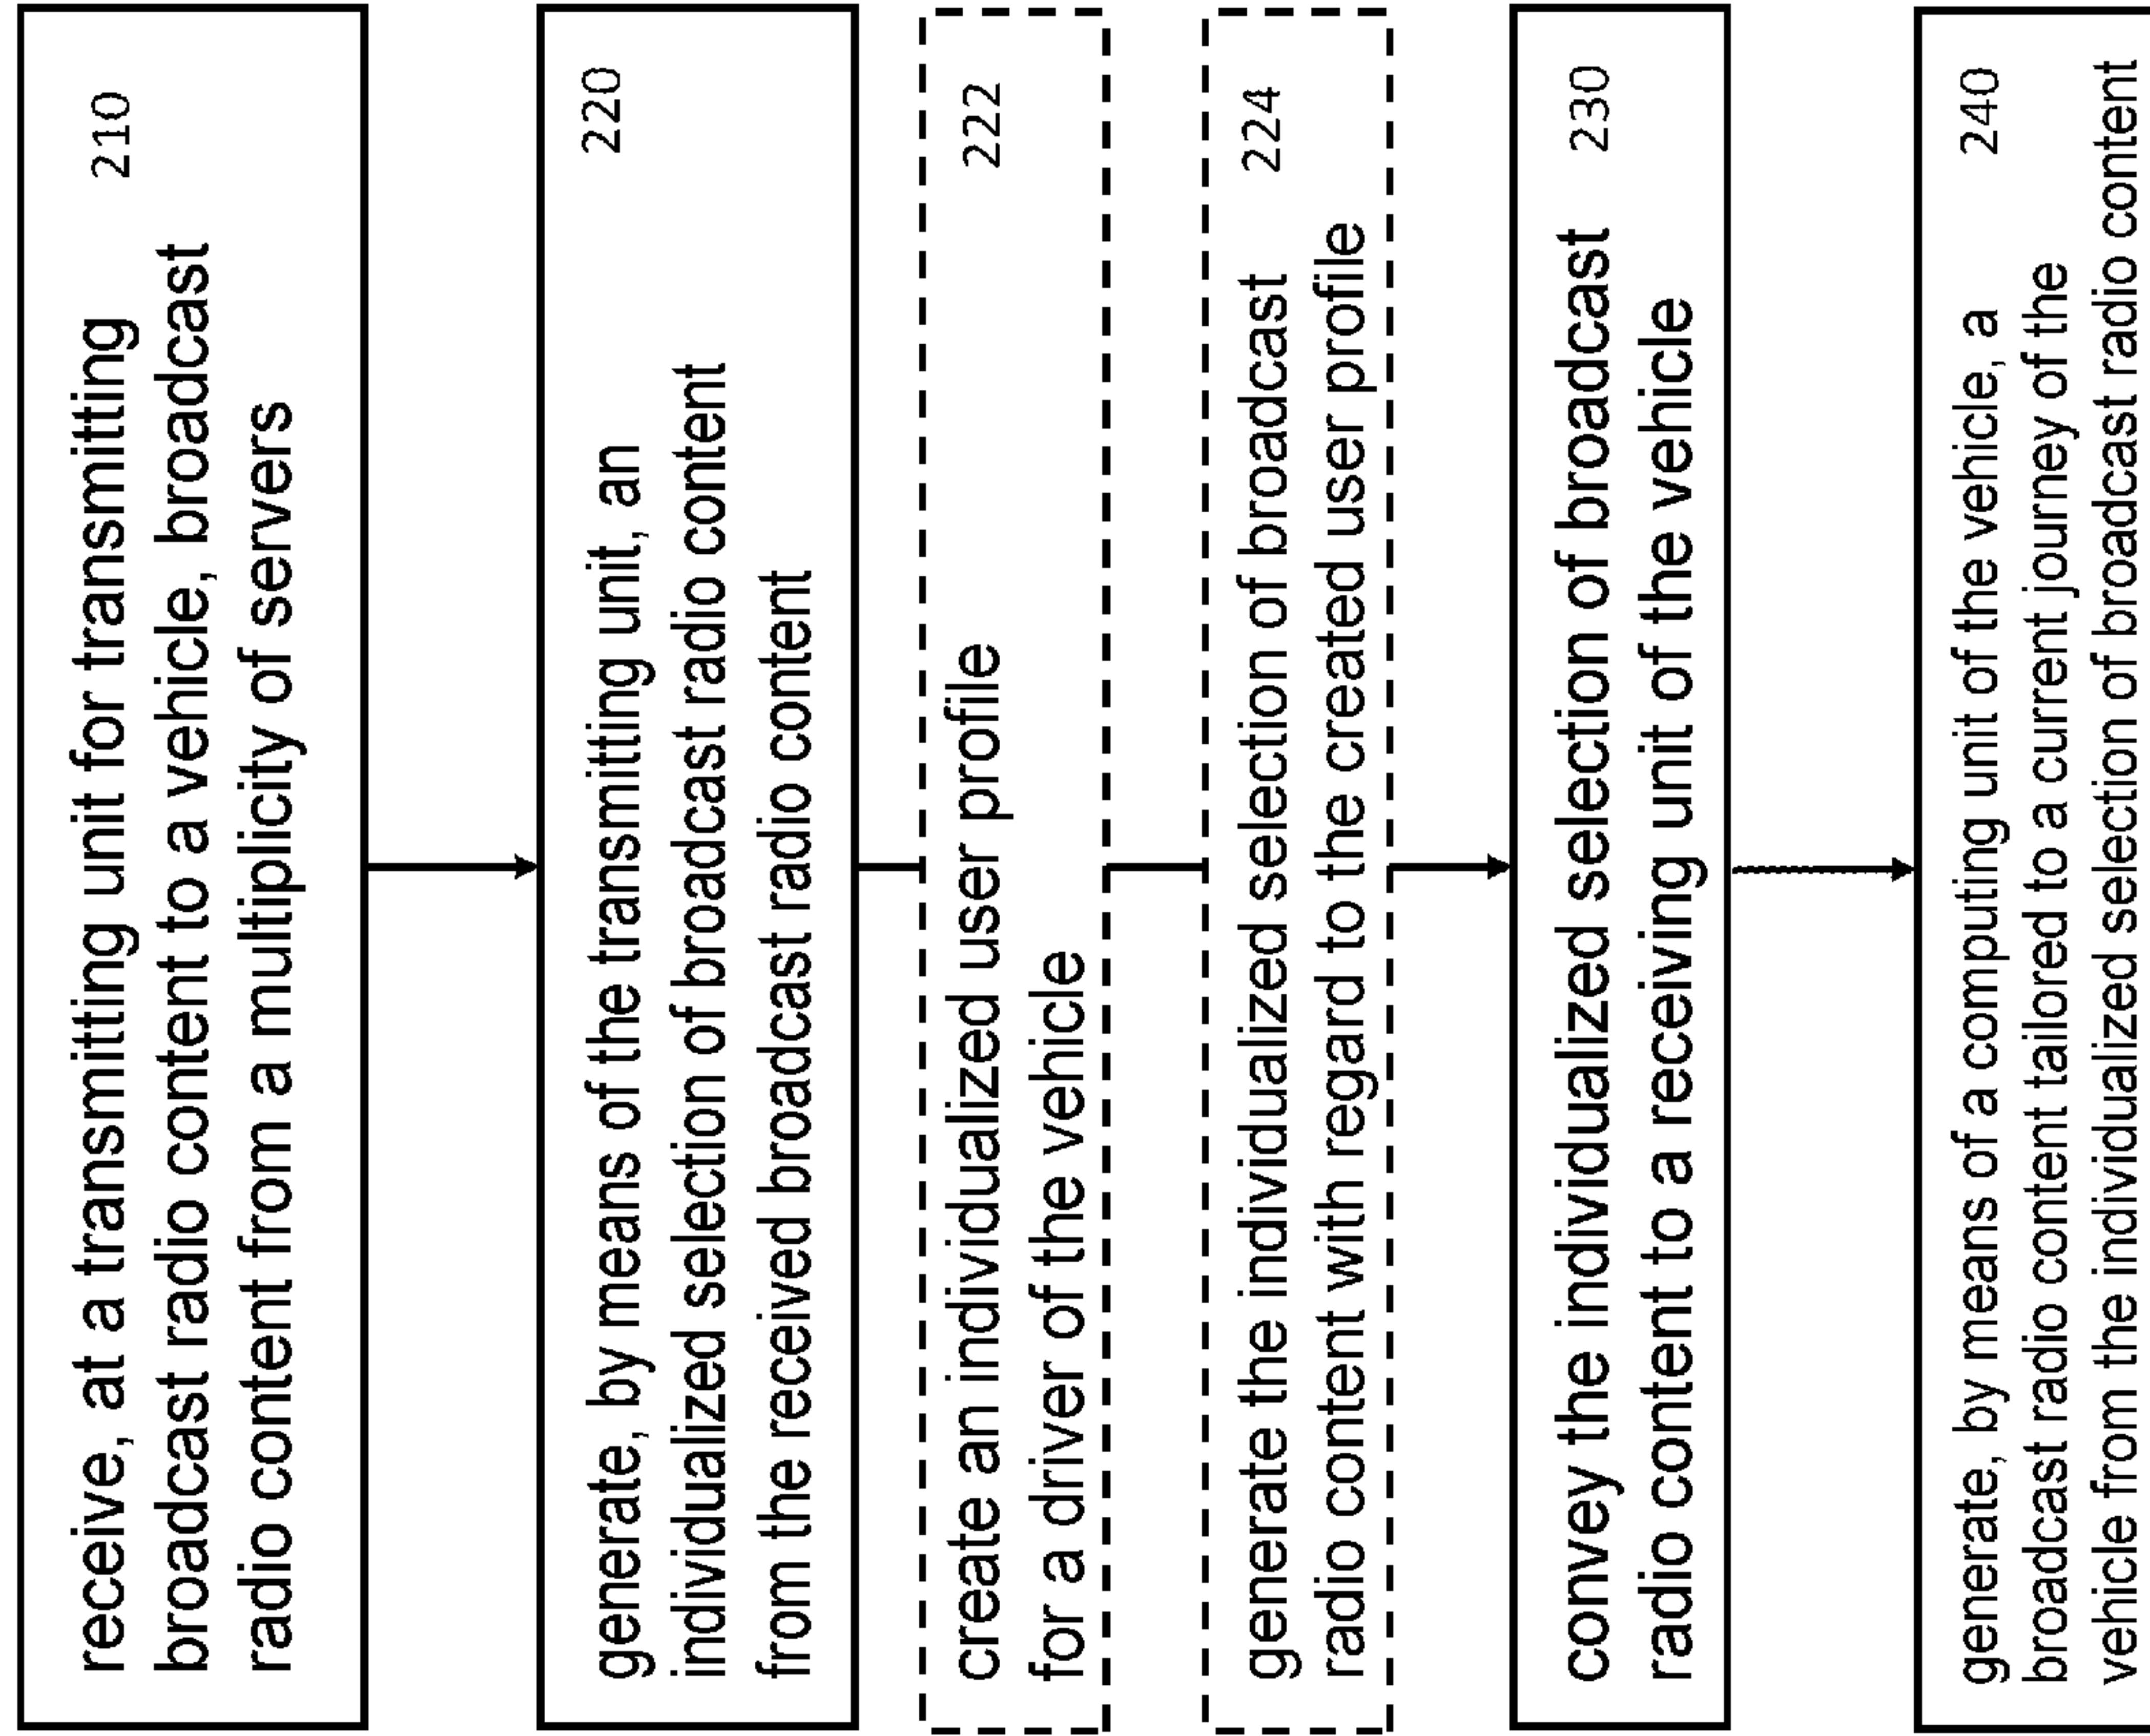 receive, at a transmitting unit for transmitting 210
broadcast radio content to a vehicle, broadcast
radio content from a multiplicity of servers
generate, by means of the transmitting unit, an 220
individualized selection of broadcast radio content
from the received broadcast radio content
create an individualized user profile 222
for a driver of the vehicle
generate the individualized selection of broadcast 224
radio content with regard to the created user profile
convey the individualized selection of broadcast 230
radio content to a receiving unit of the vehicle
generate, by means of a computing unit of the vehicle, a 240
broadcast radio content tailored to a current journey of the
vehicle from the individualized selection of broadcast radio content